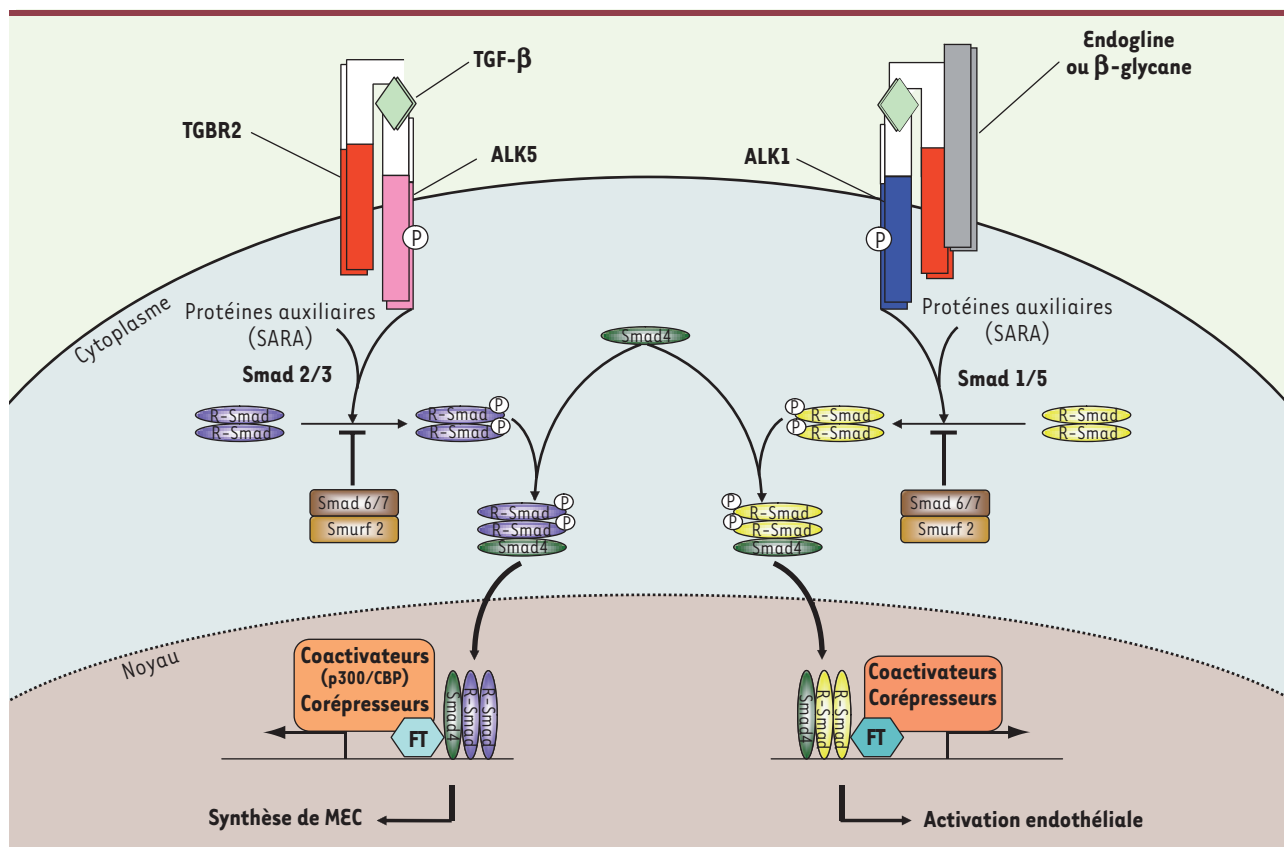 TGF-β
TGBR2
ALK5
Endogline
ou β-glycane
ALK1
P
P
Cytoplasme
Protéines auxiliaires
(SARA)
Smad 2/3
Smad4
Protéines auxiliaires
(SARA)
Smad 1/5
R-Smad
R-Smad
R-Smad
R-Smad
P
P
P
P
R-Smad
R-Smad
R-Smad
R-Smad
Smad 6/7
Smurf 2
R-Smad
R-Smad
Smad4
P
P
P
P
R-Smad
R-Smad
Smad4
Smad 6/7
Smurf 2
Noyau
Coactivateurs
(p300/CBP)
Corépresseurs
FT
Smad4
R-Smad
R-Smad
Smad4
R-Smad
R-Smad
FT
Coactivateurs
Corépresseurs
Synthèse de MEC
Activation endothéliale